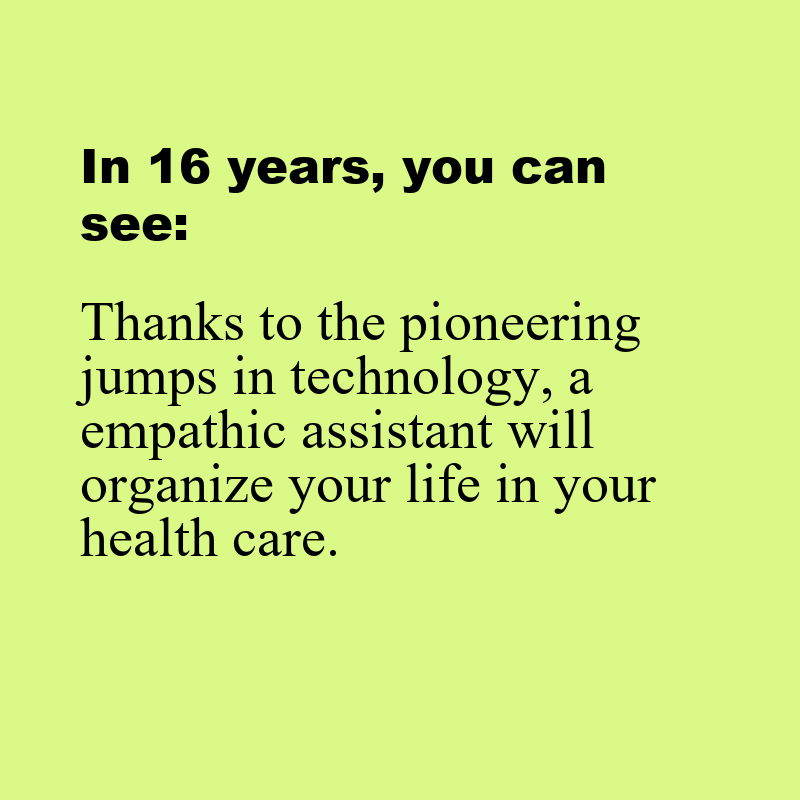 In 16 years, you can
see:
Thanks to the pioneering
jumps in technology, a
empathic assistant will
organize your life in your
health care.